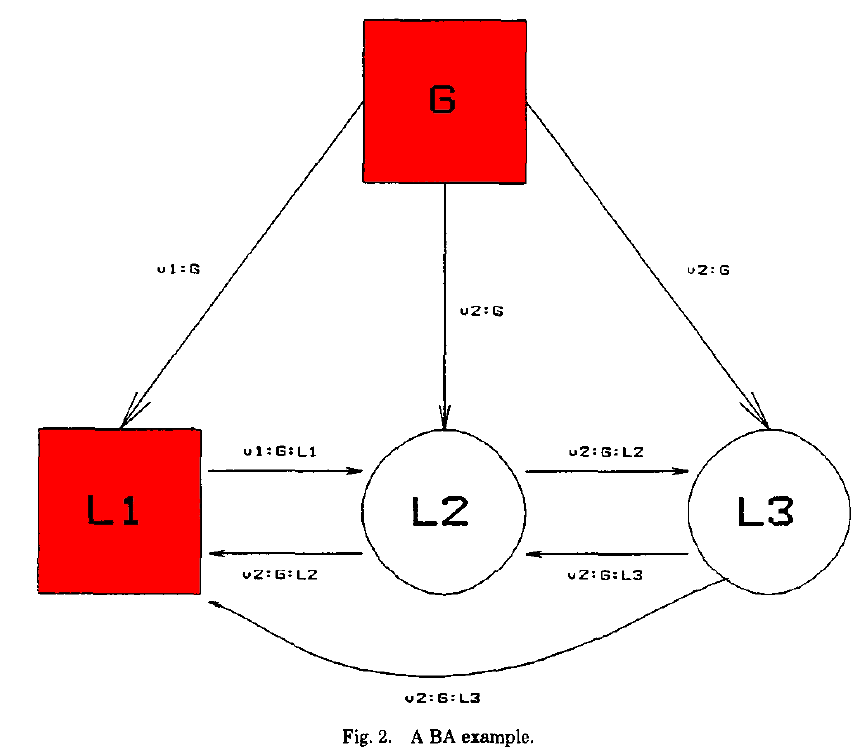 G
v1:G
v2:G
v2:G
v1:G:L1
v2:G:L2
L1
L2
L3
v2:G:L2
v2:G:L3
v2:G:L3
Fig. 2. A BA example.